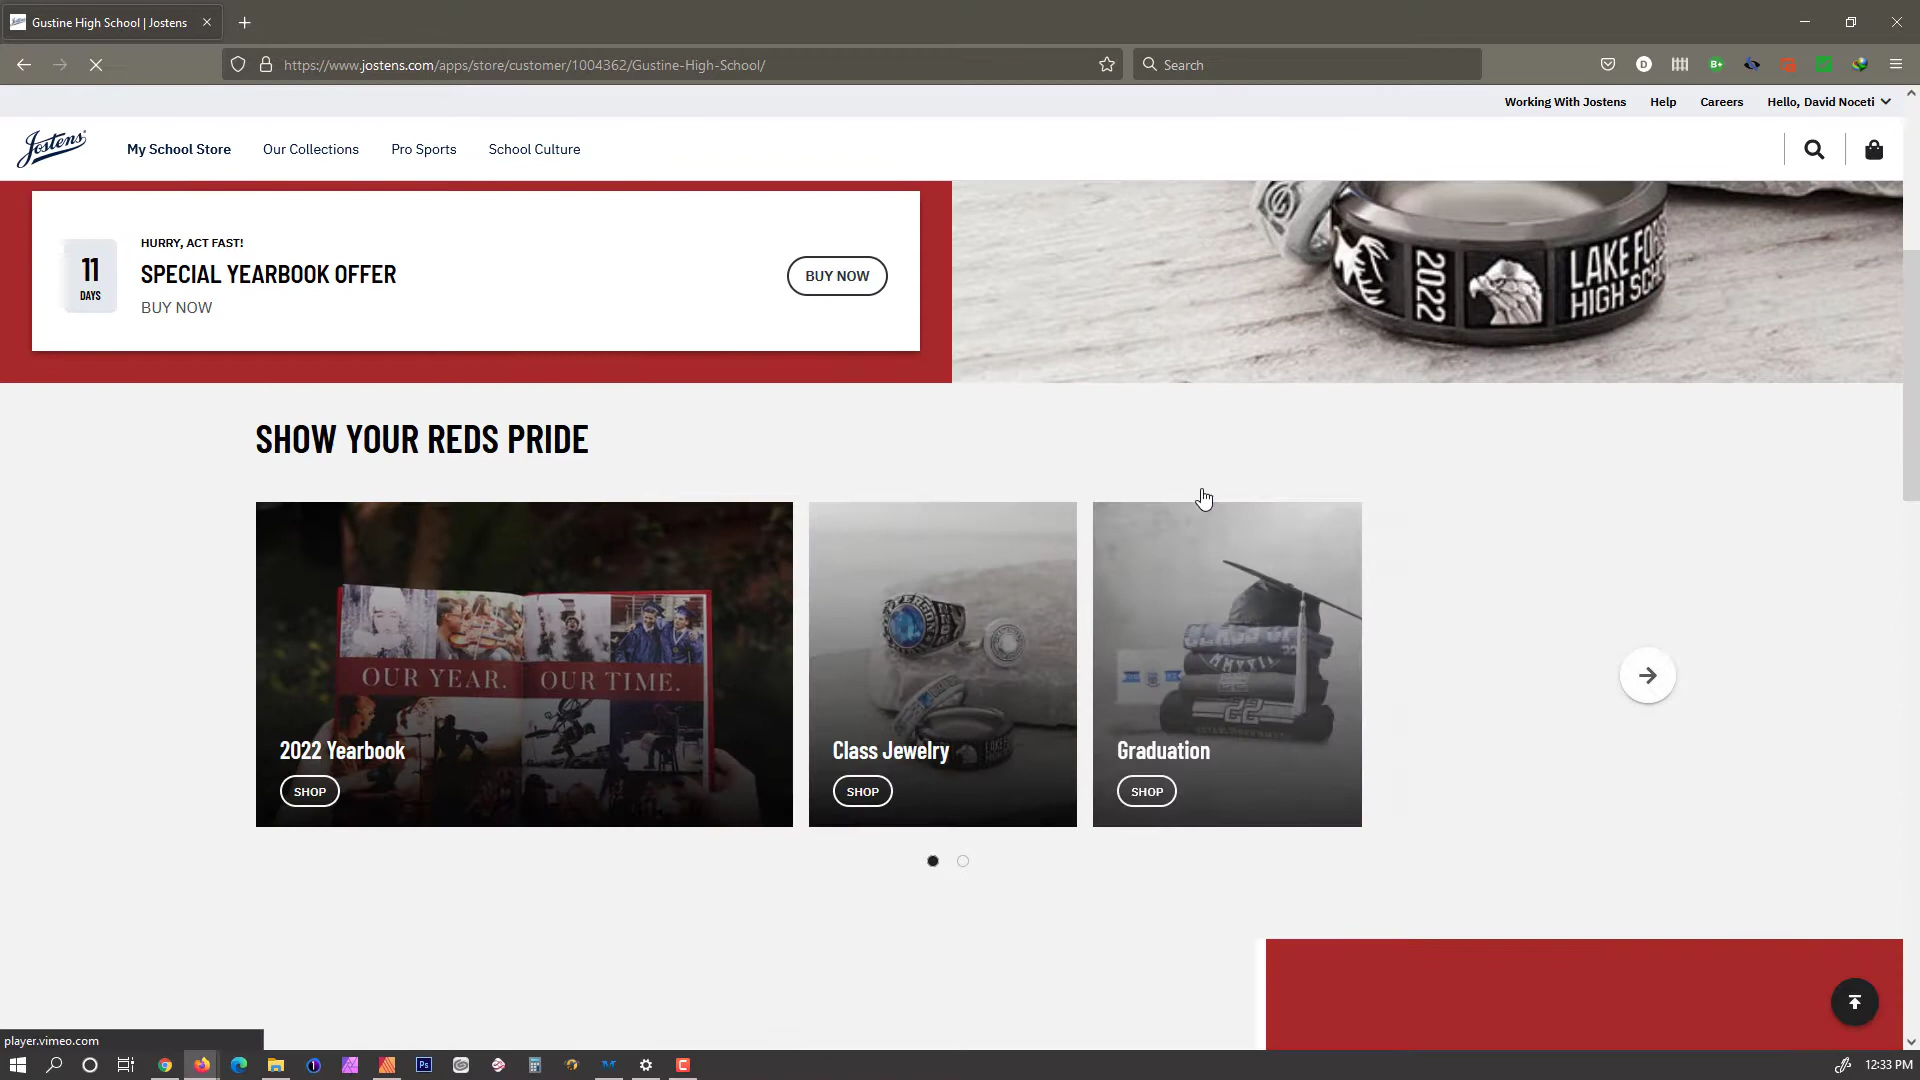 Gustine High School | Jostens
https://www.jostens.com/apps/store/customer/1004362/Gustine-High-School/
Search
Working With Jostens Help Careers Hello, David Noceti
Jostens
My School Store Our Collections Pro Sports School Culture
11
DAYS
HURRY, ACT FAST!
SPECIAL YEARBOOK OFFER
BUY NOW
BUY NOW
2022
HIGH
SHOW YOUR REDS PRIDE
OUR YEAR. OUR TIME.
2022 Yearbook
SHOP
Class Jewelry
SHOP
22
Graduation
SHOP
player.vimeo.com
Ps
12:33 PM